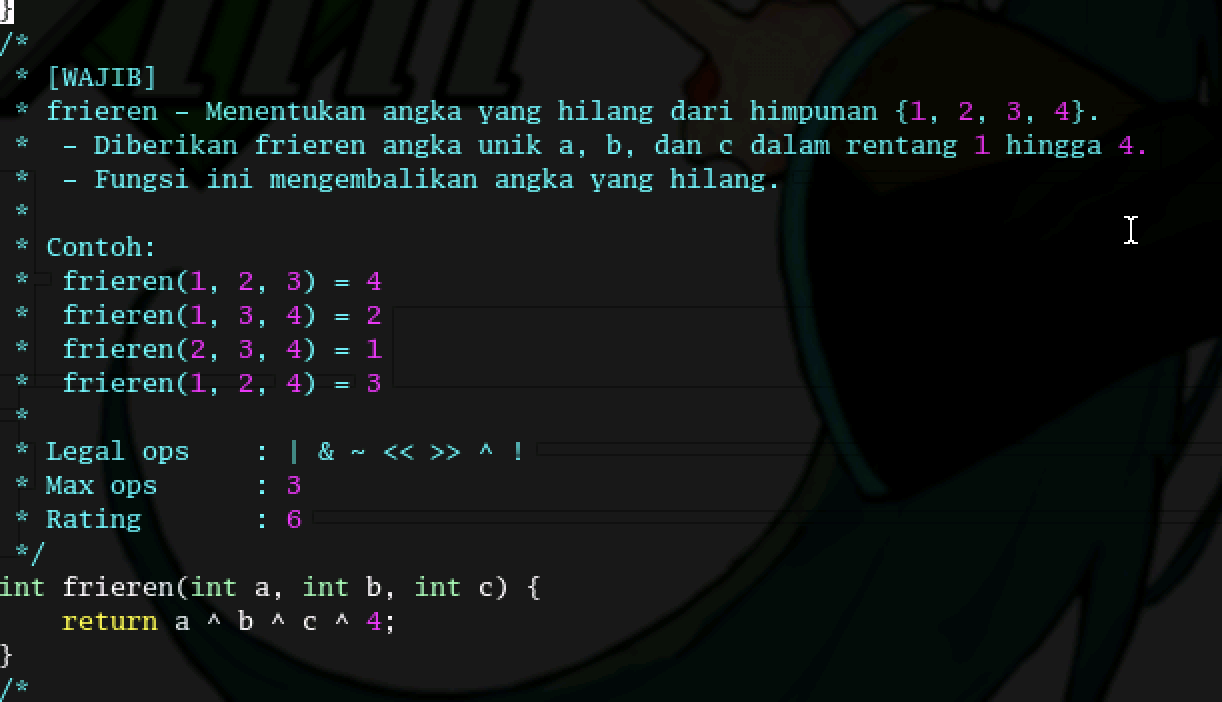 }
/*
 * [WAJIB]
 * frieren – Menentukan angka yang hilang dari himpunan {1, 2, 3, 4}.
 *  – Diberikan frieren angka unik a, b, dan c dalam rentang 1 hingga 4.
 *  – Fungsi ini mengembalikan angka yang hilang.
 *
 * Contoh:
 *  frieren(1, 2, 3) = 4
 *  frieren(1, 3, 4) = 2
 *  frieren(2, 3, 4) = 1
 *  frieren(1, 2, 4) = 3
 *
 * Legal ops    : | & ~ << >> ^ !
 * Max ops      : 3
 * Rating       : 6
 */
int frieren(int a, int b, int c) {
    return a ^ b ^ c ^ 4;
}
/*